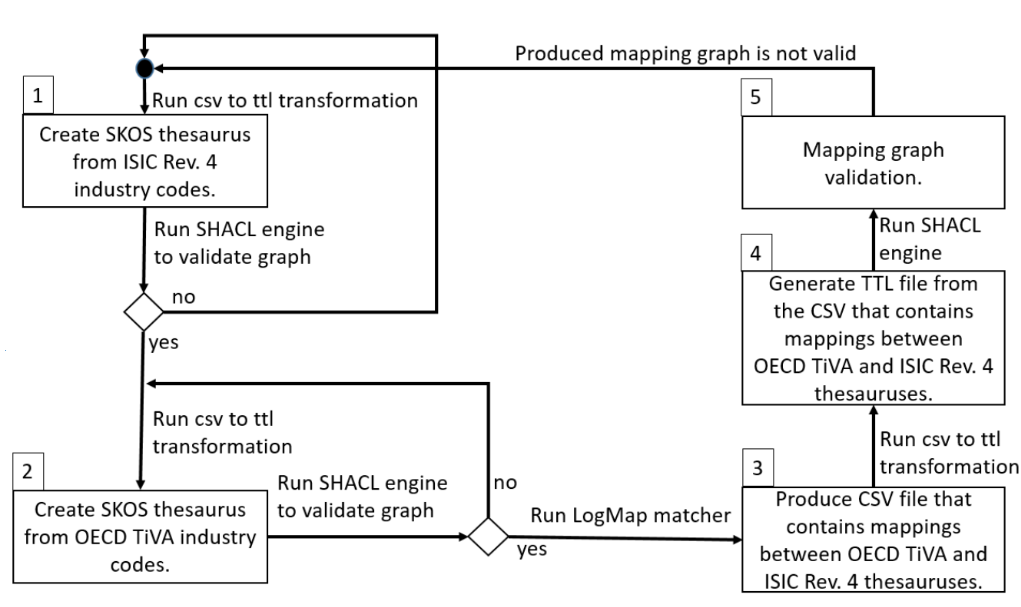 Produced mapping graph is not valid
1
Run csv to ttl transformation
Create SKOS thesaurus
from ISIC Rev. 4
industry codes.
Run SHACL engine
to validate graph
no
yes
Run csv to ttl
transformation
2
Create SKOS thesaurus
from OECD TiVA industry
codes.
Run SHACL engine
to validate graph
no
yes
Run LogMap matcher
3
Produce CSV file that
contains mappings
between OECD TiVA and
ISIC Rev. 4 thesauruses.
Run csv to ttl
transformation
4
Generate TTL file from
the CSV that contains
mappings between
OECD TiVA and ISIC Rev. 4
thesauruses.
Run SHACL
engine
5
Mapping graph
validation.